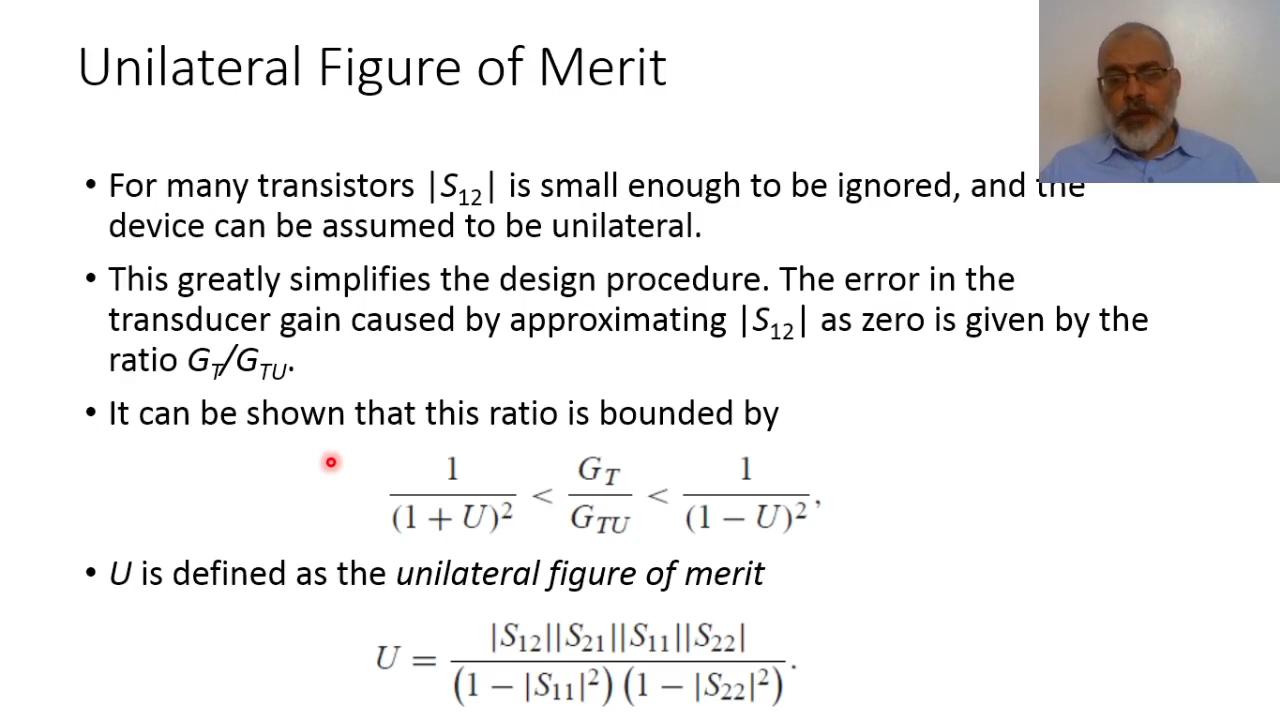 Unilateral Figure of Merit
• For many transistors |S₁₂| is small enough to be ignored, and the
device can be assumed to be unilateral.
• This greatly simplifies the design procedure. The error in the
transducer gain caused by approximating |S₁₂| as zero is given by the
ratio G_T/G_TU.
• It can be shown that this ratio is bounded by
1/(1 + U)² < G_T/G_TU < 1/(1 − U)²,
• U is defined as the unilateral figure of merit
U = |S₁₂||S₂₁||S₁₁||S₂₂| / (1 − |S₁₁|²)(1 − |S₂₂|²).